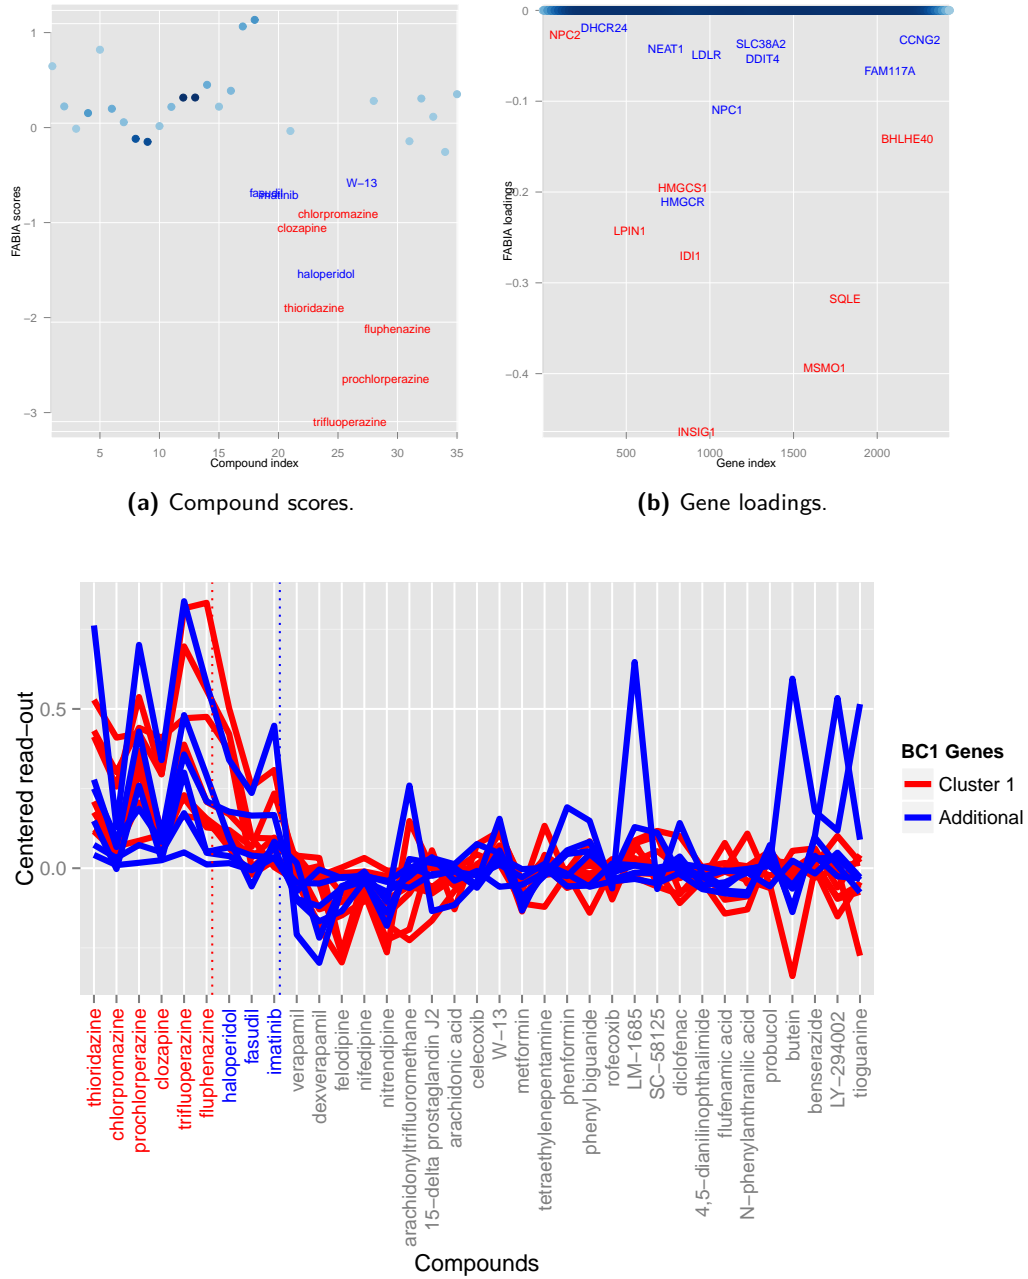 FABIA scores
1
0
−1
−2
−3
W−13
fasudil
imatinib
chlorpromazine
clozapine
haloperidol
thioridazine
fluphenazine
prochlorperazine
trifluoperazine
5 10 15 20 25 30 35
Compound index
(a) Compound scores.
FABIA loadings
0
−0.1
−0.2
−0.3
−0.4
NPC2
DHCR24
NEAT1
LDLR
SLC38A2
DDIT4
CCNG2
FAM117A
NPC1
BHLHE40
HMGCS1
HMGCR
LPIN1
IDI1
SQLE
MSMO1
INSIG1
500 1000 1500 2000
Gene index
(b) Gene loadings.
Centered read−out
0.5
0.0
BC1 Genes
Cluster 1
Additional
thioridazine
chlorpromazine
prochlorperazine
clozapine
trifluoperazine
fluphenazine
haloperidol
fasudil
imatinib
verapamil
dexverapamil
felodipine
nifedipine
nitrendipine
arachidonyltrifluoromethane
15−delta prostaglandin J2
arachidonic acid
celecoxib
W−13
metformin
tetraethylenepentamine
phenformin
phenyl biguanide
rofecoxib
LM−1685
SC−58125
diclofenac
4,5−dianilinophthalimide
flufenamic acid
N−phenylanthranilic acid
probucol
butein
benserazide
LY−294002
tioguanine
Compounds